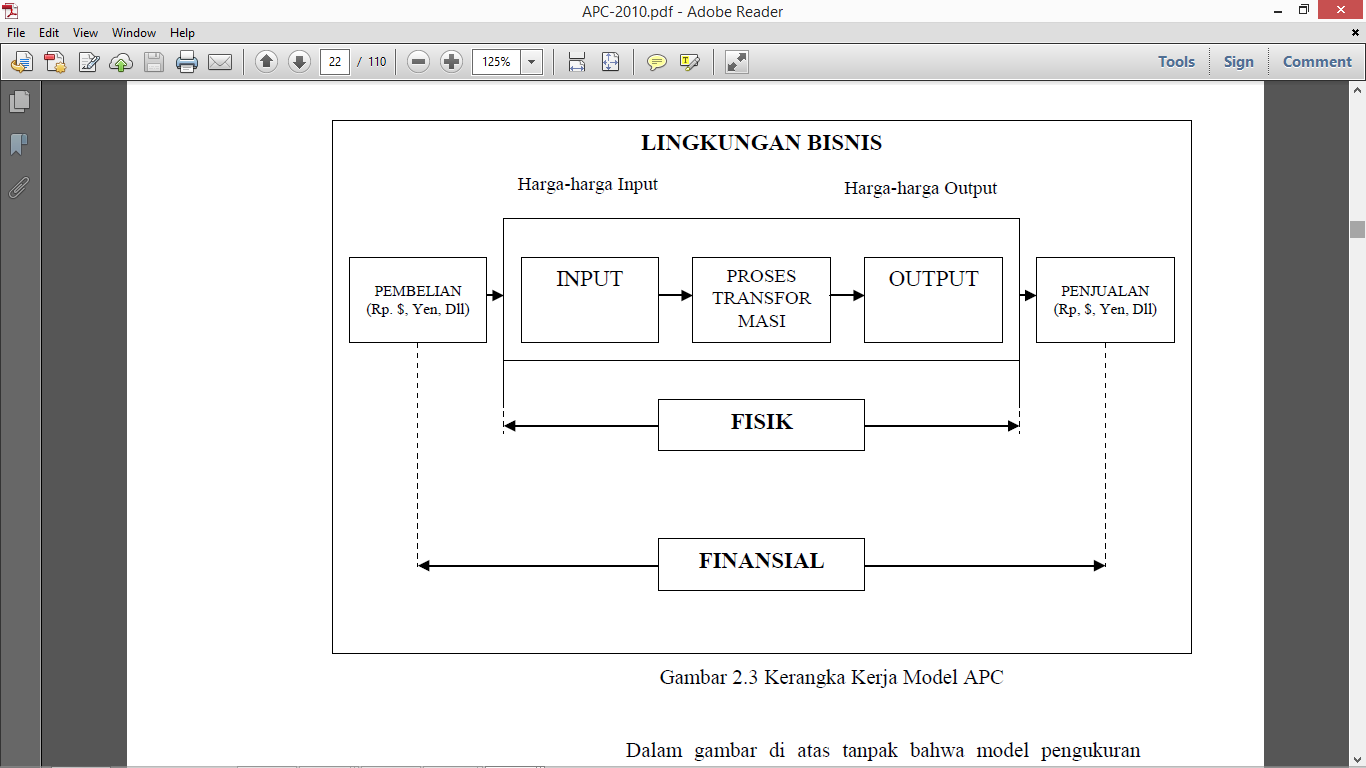 APC-2010.pdf - Adobe Reader
File Edit View Window Help
22 / 110
125%
Tools Sign Comment
LINGKUNGAN BISNIS
Harga-harga Input
Harga-harga Output
PEMBELIAN
(Rp. $, Yen, Dll)
INPUT
PROSES
TRANSFOR
MASI
OUTPUT
PENJUALAN
(Rp, $, Yen, Dll)
FISIK
FINANSIAL
Gambar 2.3 Kerangka Kerja Model APC
Dalam gambar di atas tanpak bahwa model pengukuran